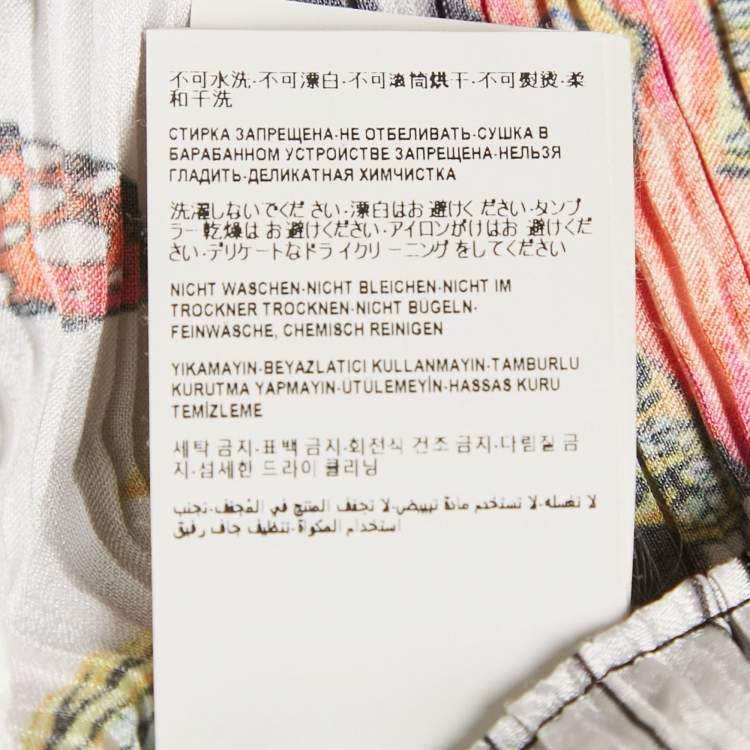 不可水洗-不可漂白-不可滚筒烘干-不可熨烫-柔
和干洗
СТИРКА ЗАПРЕЩЕНА-НЕ ОТБЕЛИВАТЬ-СУШКА В
БАРАБАННОМ УСТРОЙСТВЕ ЗАПРЕЩЕНА-НЕЛЬЗЯ
ГЛАДИТЬ-ДЕЛИКАТНАЯ ХИМЧИСТКА
洗濯しないでくだ さい-漂白はお 避けく ださい-タンブ
ラー 乾燥は お 避けください-アイロンがけはお 避けくだ
さい-デリケートなドラ イクリ ーニング をしてください
NICHT WASCHEN-NICHT BLEICHEN-NICHT IM
TROCKNER TROCKNEN-NICHT BÜGELN-
FEINWASCHE, CHEMISCH REINIGEN
YIKAMAYIN-BEYAZLATICI KULLANMAYIN-TAMBURLU
KURUTMA YAPMAYIN-ÜTÜLEMEYİN-HASSAS KURU
TEMİZLEME
세탁 금지-표백 금지-회전식 건조 금지-다림질 금
지-섬세한 드라이 클리닝
لا تغسله-لا تستخدم مادة تبييض-لا تجفف المنتج في المُجفف-تجنب
استخدام المكواة-تنظيف جاف رقيق